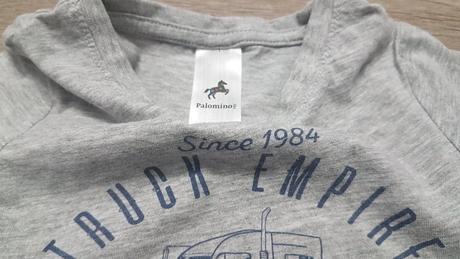 Palomino
Since 1984
TRUCK EMPIRE